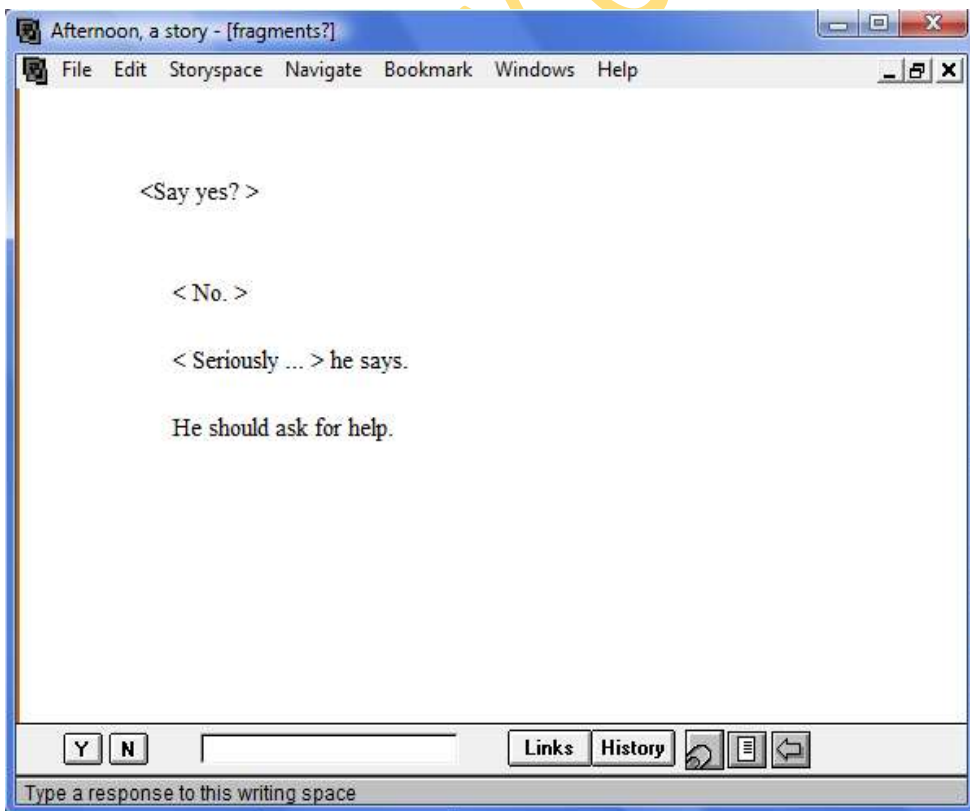 Afternoon, a story - [fragments?]
File Edit Storyspace Navigate Bookmark Windows Help
<Say yes? >
< No. >
< Seriously ... > he says.
He should ask for help.
Y N Links History
Type a response to this writing space